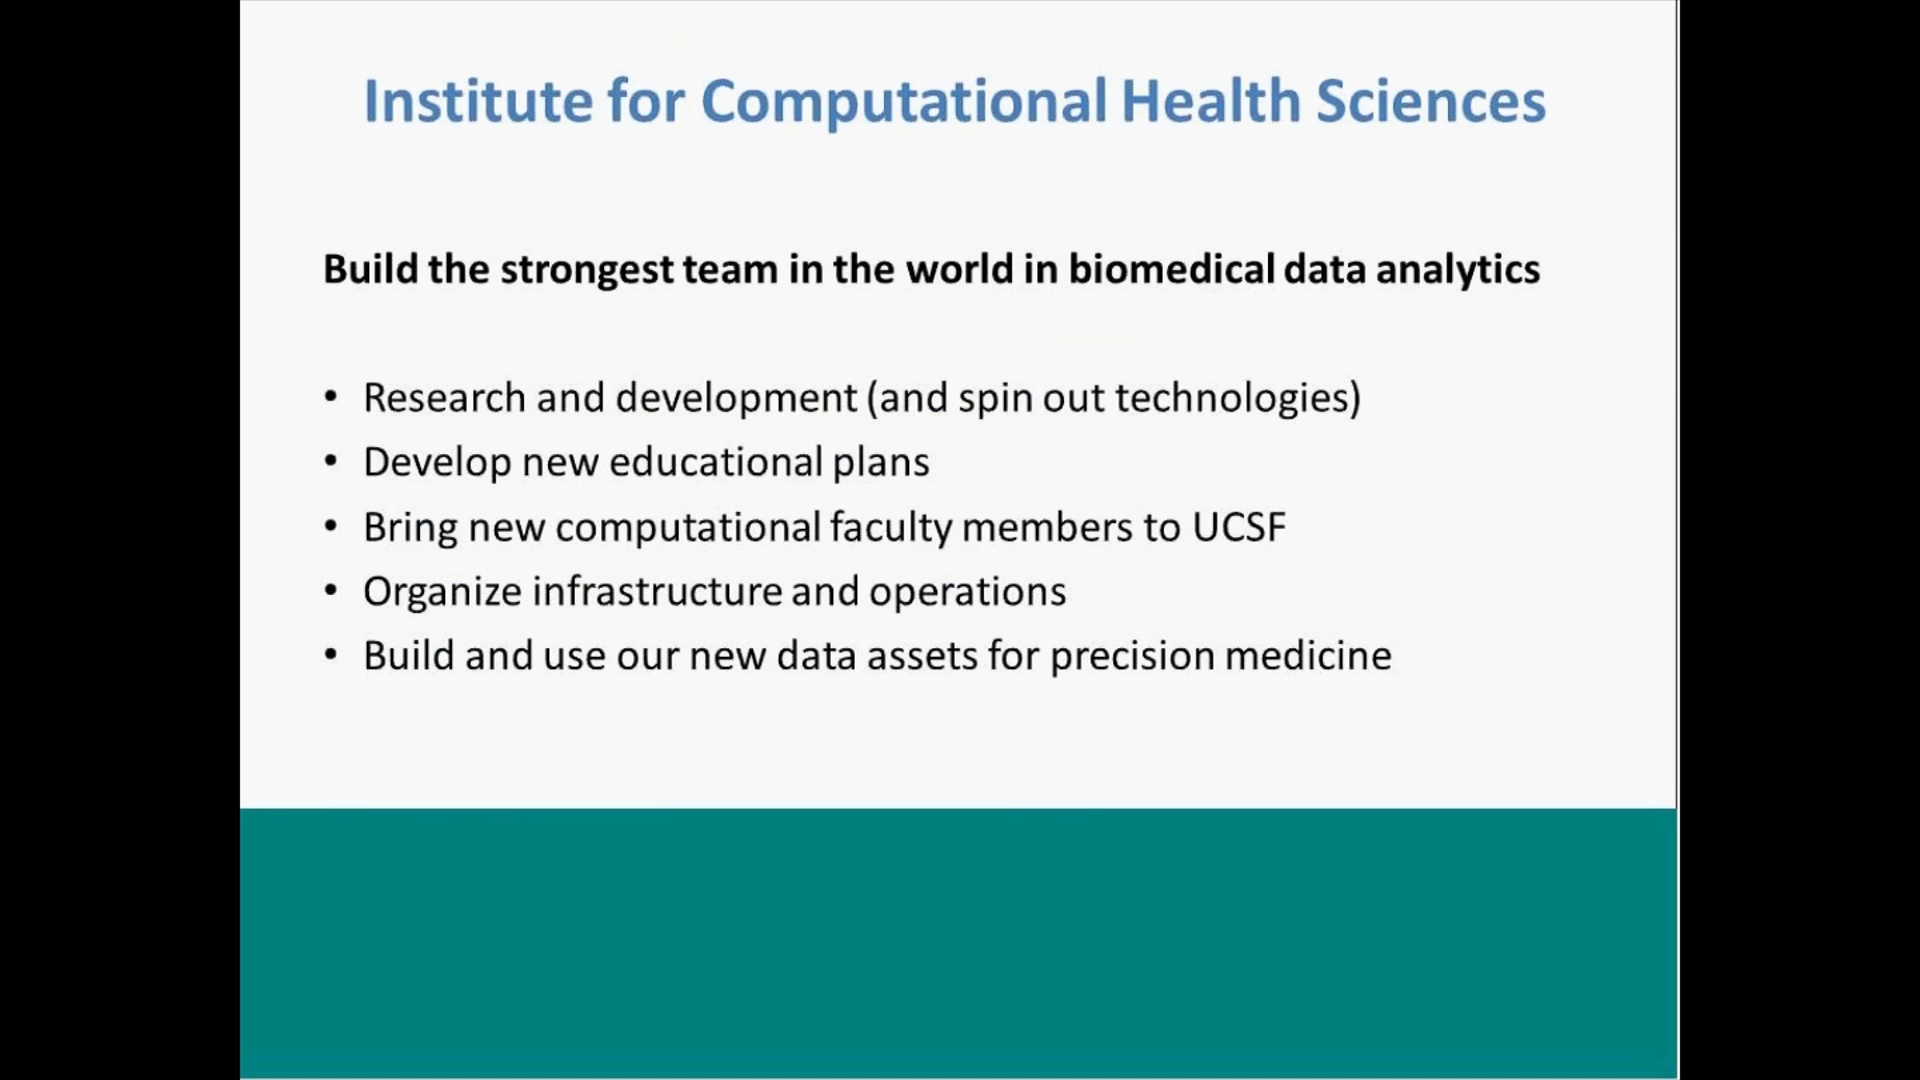 Institute for Computational Health Sciences
Build the strongest team in the world in biomedical data analytics
• Research and development (and spin out technologies)
• Develop new educational plans
• Bring new computational faculty members to UCSF
• Organize infrastructure and operations
• Build and use our new data assets for precision medicine